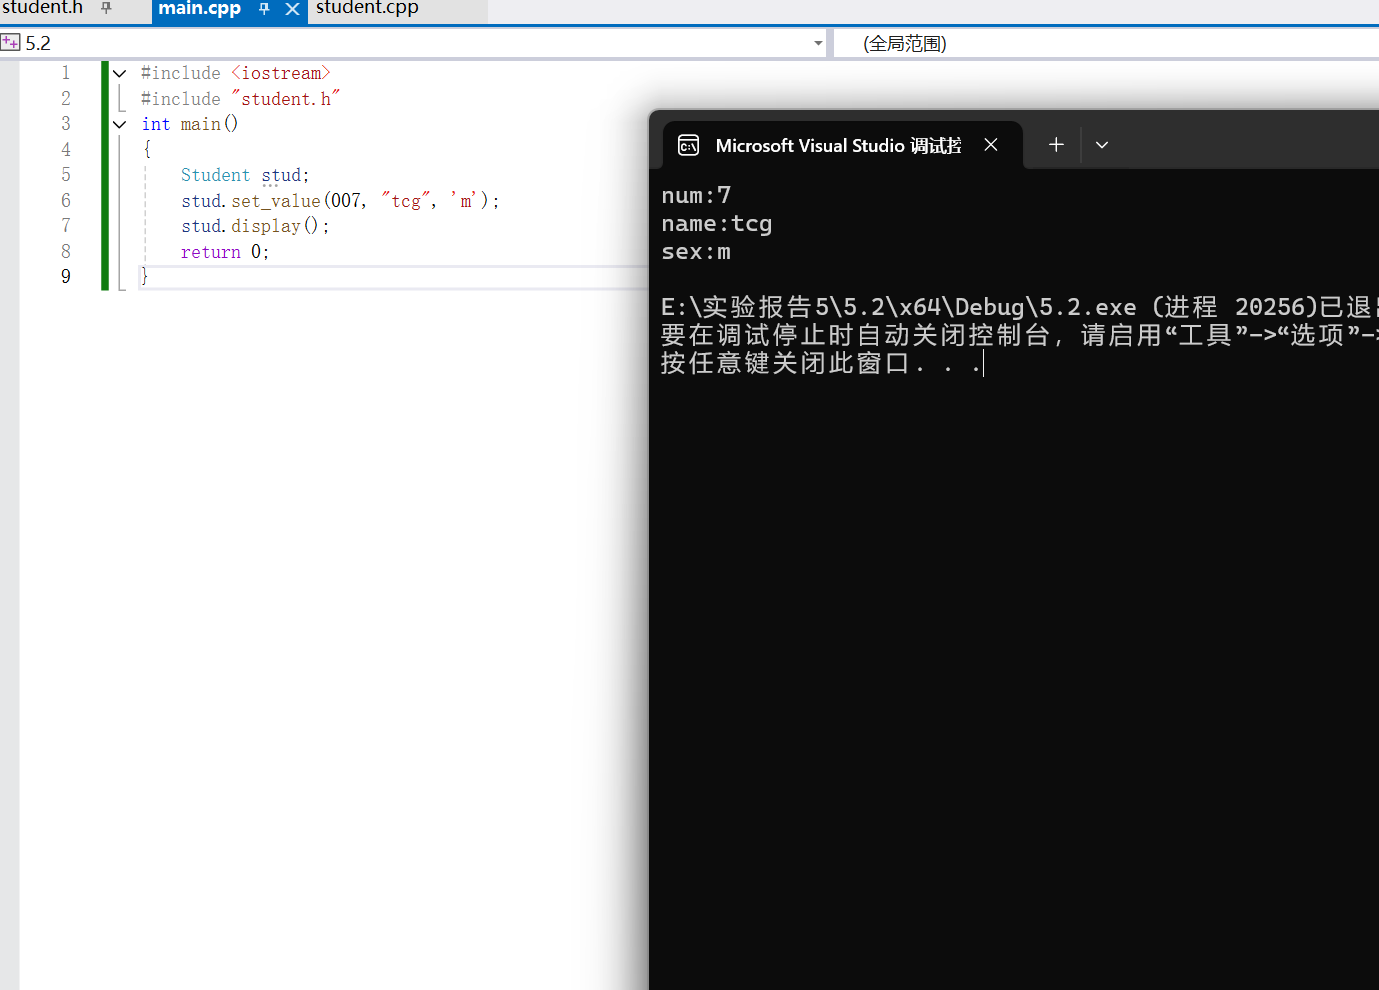 student.h main.cpp student.cpp
5.2 (全局范围)
1 #include <iostream>
2 #include "student.h"
3 int main()
4 {
5 Student stud;
6 stud.set_value(007, "tcg", 'm');
7 stud.display();
8 return 0;
9 }
Microsoft Visual Studio 调试控
num:7
name:tcg
sex:m
E:\实验报告5\5.2\x64\Debug\5.2.exe (进程 20256)已退
要在调试停止时自动关闭控制台，请启用“工具”->“选项”-
按任意键关闭此窗口. . .